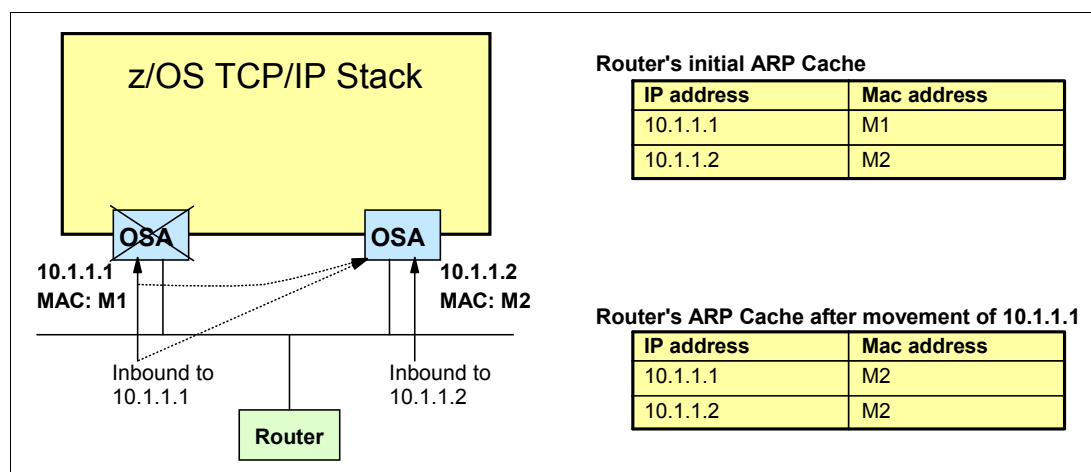 z/OS TCP/IP Stack
OSA
OSA
10.1.1.1
MAC: M1
10.1.1.2
MAC: M2
Inbound to
10.1.1.1
Inbound to
10.1.1.2
Router
Router's initial ARP Cache
IP address Mac address
10.1.1.1 M1
10.1.1.2 M2
Router's ARP Cache after movement of 10.1.1.1
IP address Mac address
10.1.1.1 M2
10.1.1.2 M2